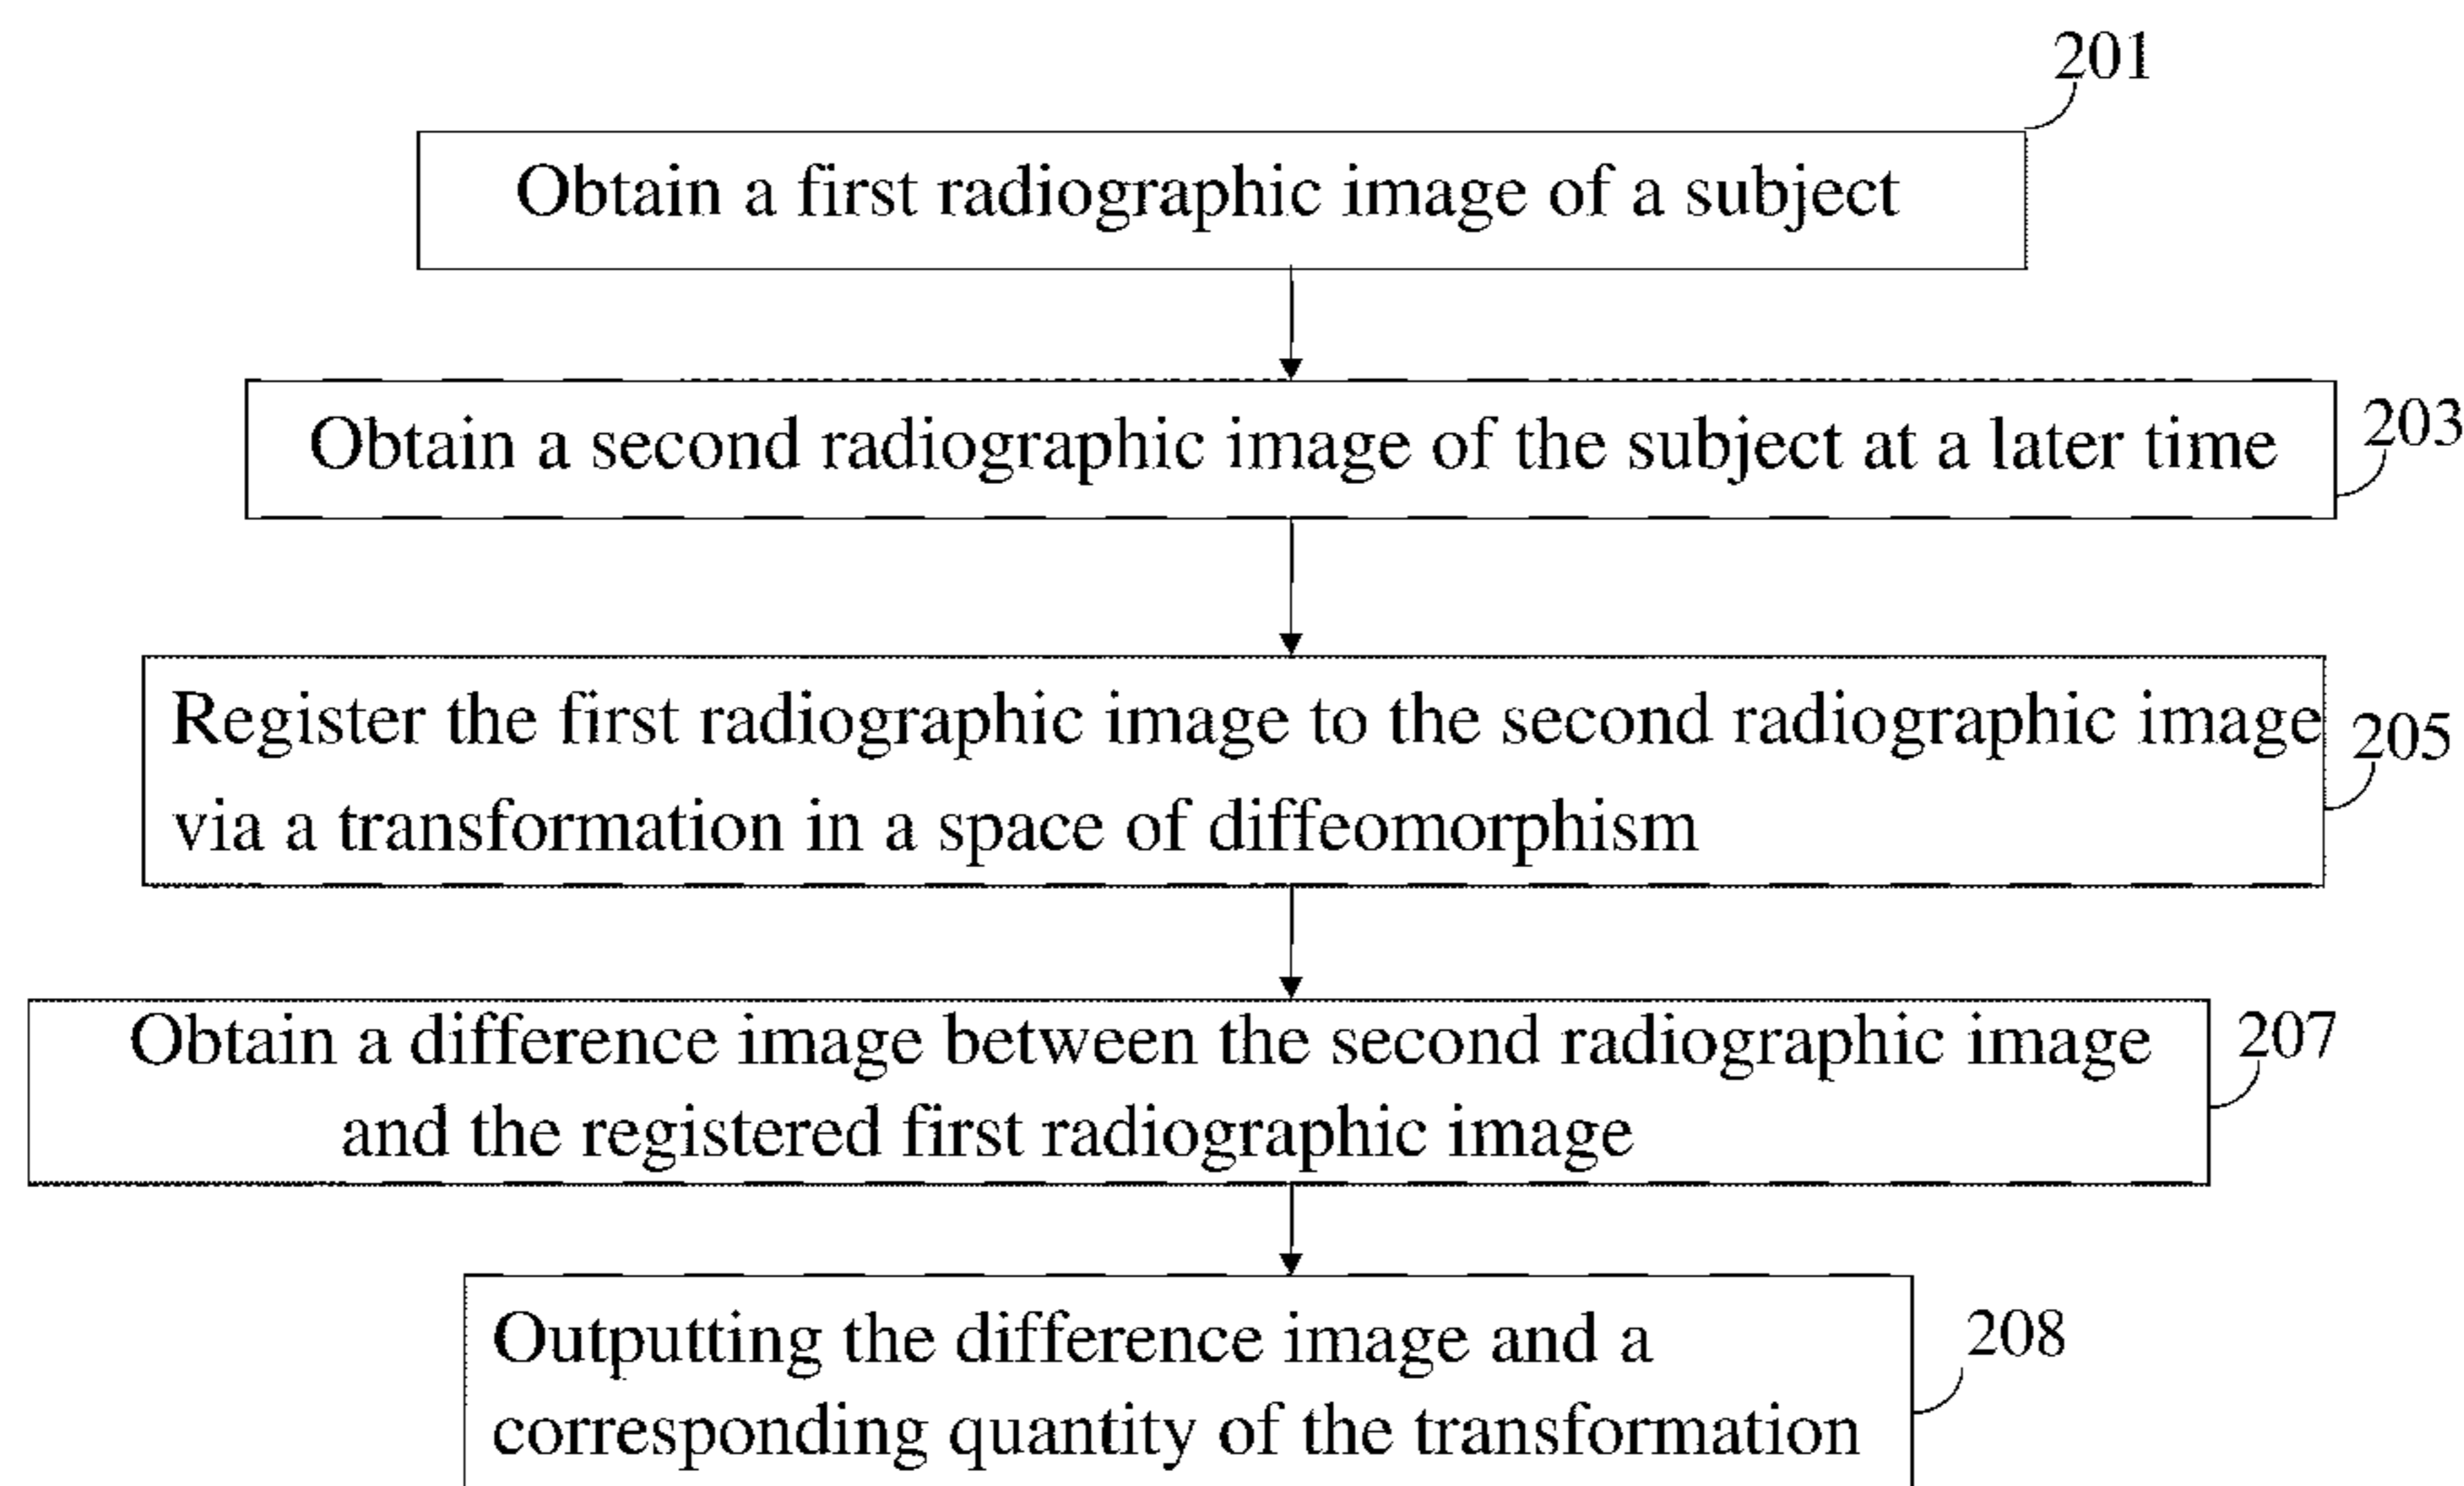 201
Obtain a first radiographic image of a subject
Obtain a second radiographic image of the subject at a later time
203
Register the first radiographic image to the second radiographic image
205
via a transformation in a space of diffeomorphism
Obtain a difference image between the second radiographic image
207
and the registered first radiographic image
Outputting the difference image and a
208
corresponding quantity of the transformation